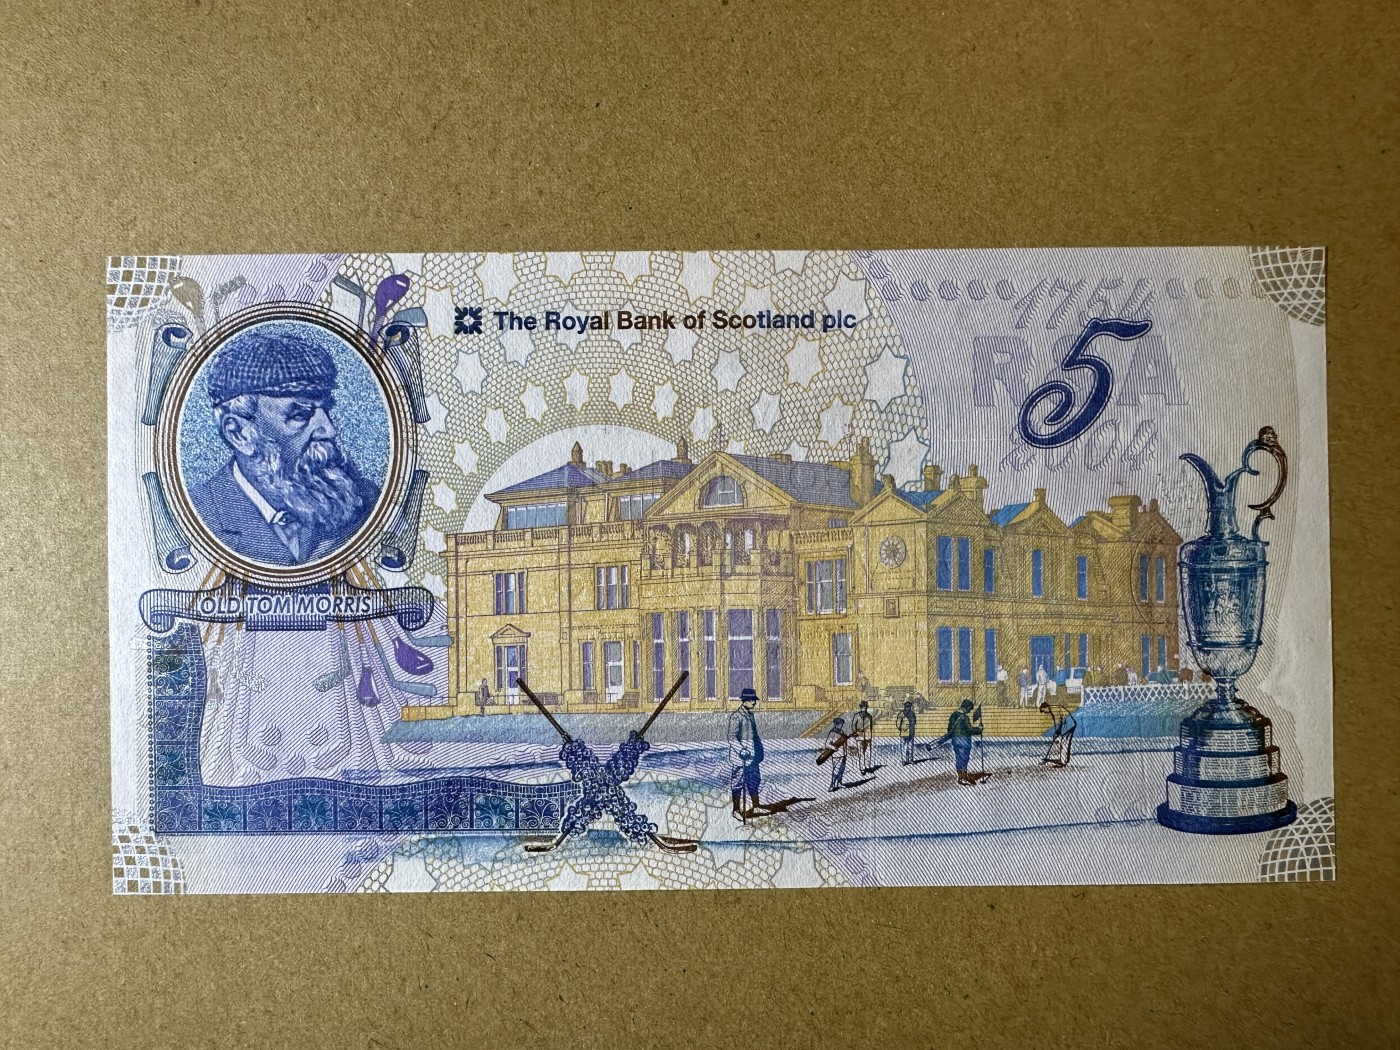 The Royal Bank of Scotland plc
1754
R A
5
2004
OLD TOM MORRIS